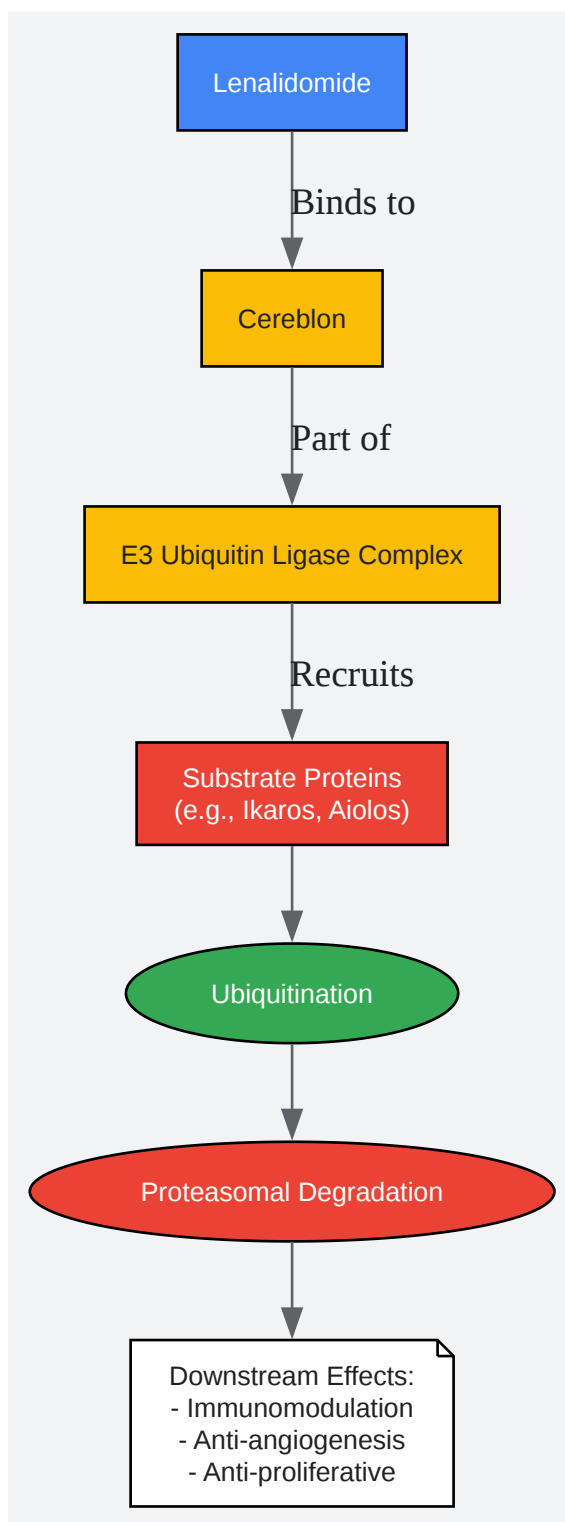 Lenalidomide
Binds to
Cereblon
Part of
E3 Ubiquitin Ligase Complex
Recruits
Substrate Proteins
(e.g., Ikaros, Aiolos)
Ubiquitination
Proteasomal Degradation
Downstream Effects:
- Immunomodulation
- Anti-angiogenesis
- Anti-proliferative